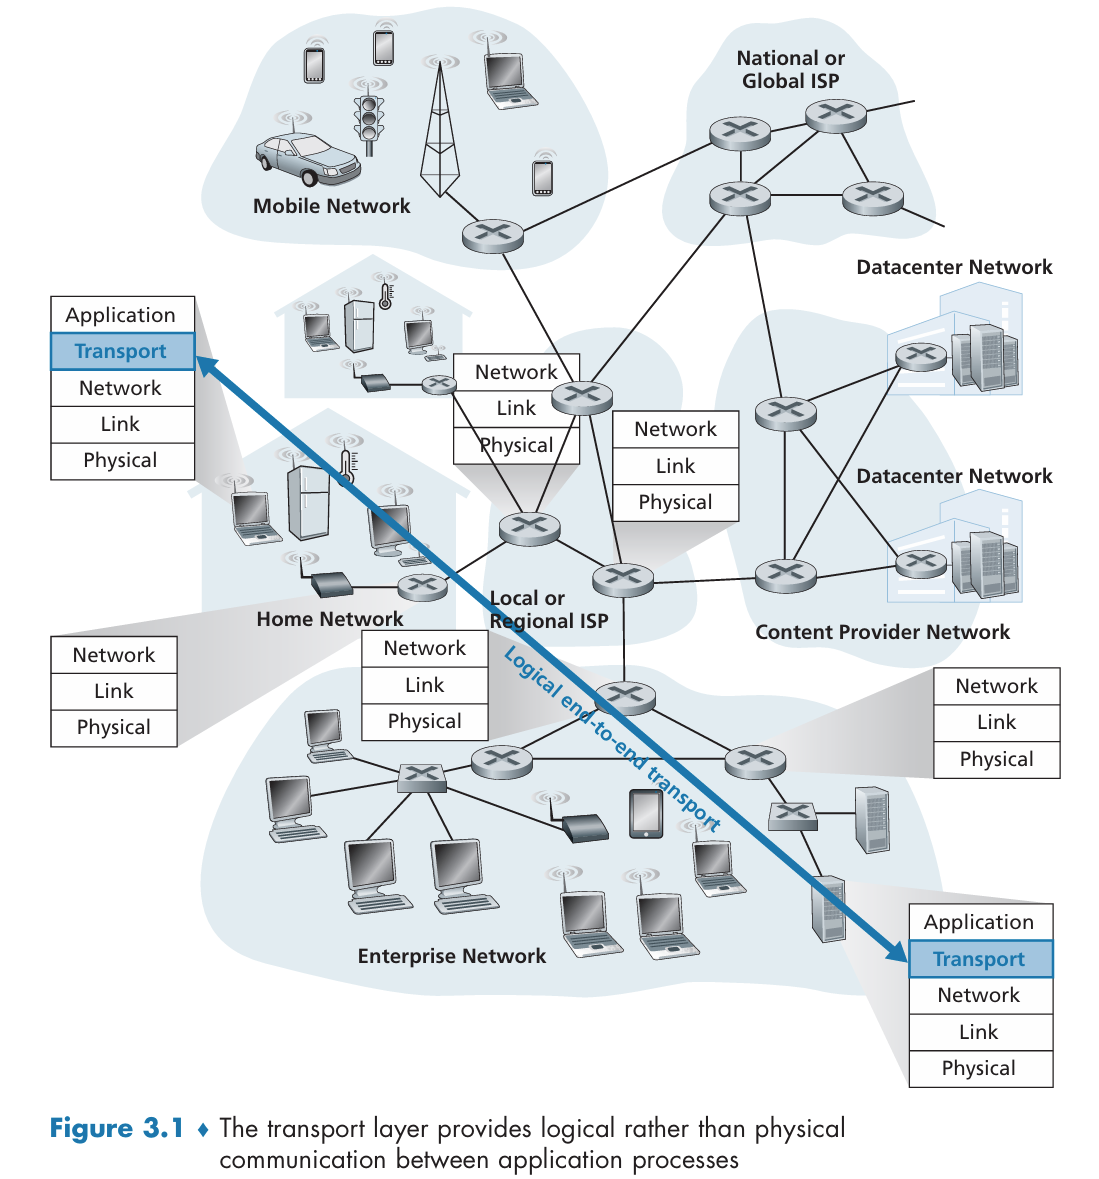 National or
Global ISP
Mobile Network
Datacenter Network
Application
Transport
Network
Link
Physical
Network
Link
Physical
Network
Link
Physical
Datacenter Network
Local or
Regional ISP
Home Network
Content Provider Network
Network
Link
Physical
Network
Link
Physical
Logical end-to-end transport
Network
Link
Physical
Enterprise Network
Application
Transport
Network
Link
Physical
Figure 3.1 ♦ The transport layer provides logical rather than physical
communication between application processes